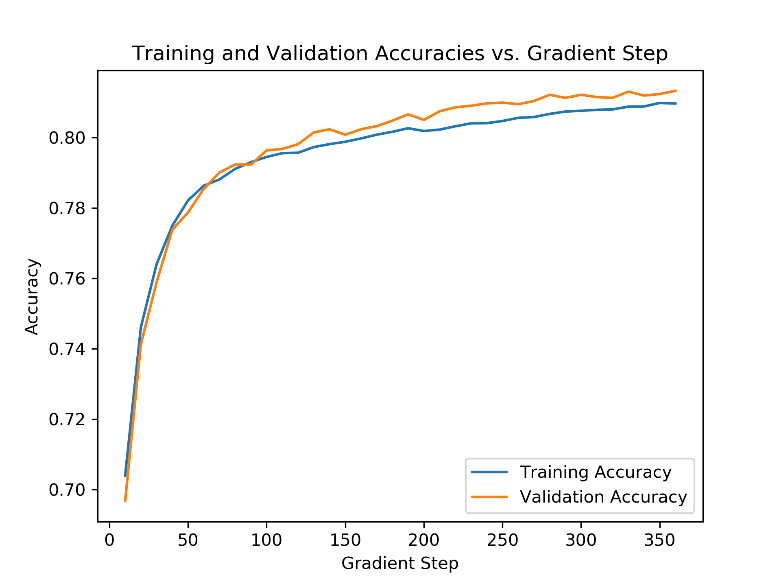 Training and Validation Accuracies vs. Gradient Step
Accuracy
0.80
0.78
0.76
0.74
0.72
0.70
Training Accuracy
Validation Accuracy
0 50 100 150 200 250 300 350
Gradient Step